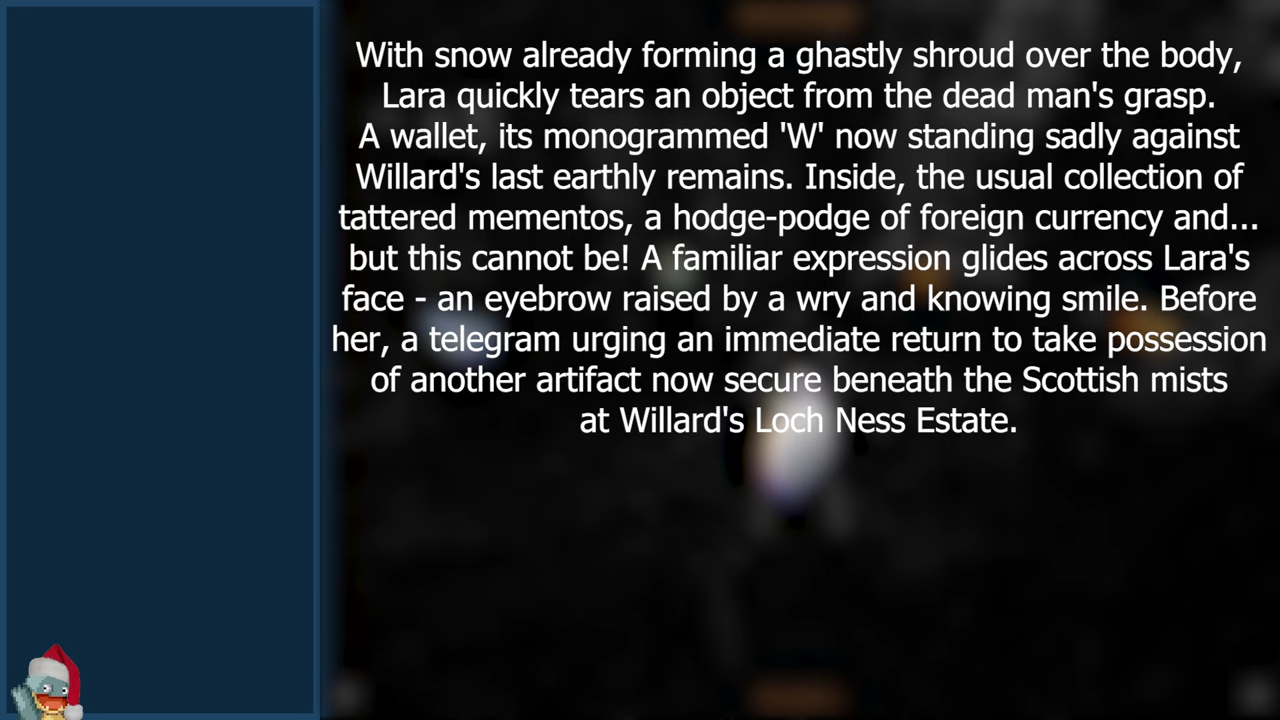 With snow already forming a ghastly shroud over the body,
Lara quickly tears an object from the dead man's grasp.
A wallet, its monogrammed 'W' now standing sadly against
Willard's last earthly remains. Inside, the usual collection of
tattered mementos, a hodge-podge of foreign currency and...
but this cannot be! A familiar expression glides across Lara's
face - an eyebrow raised by a wry and knowing smile. Before
her, a telegram urging an immediate return to take possession
of another artifact now secure beneath the Scottish mists
at Willard's Loch Ness Estate.